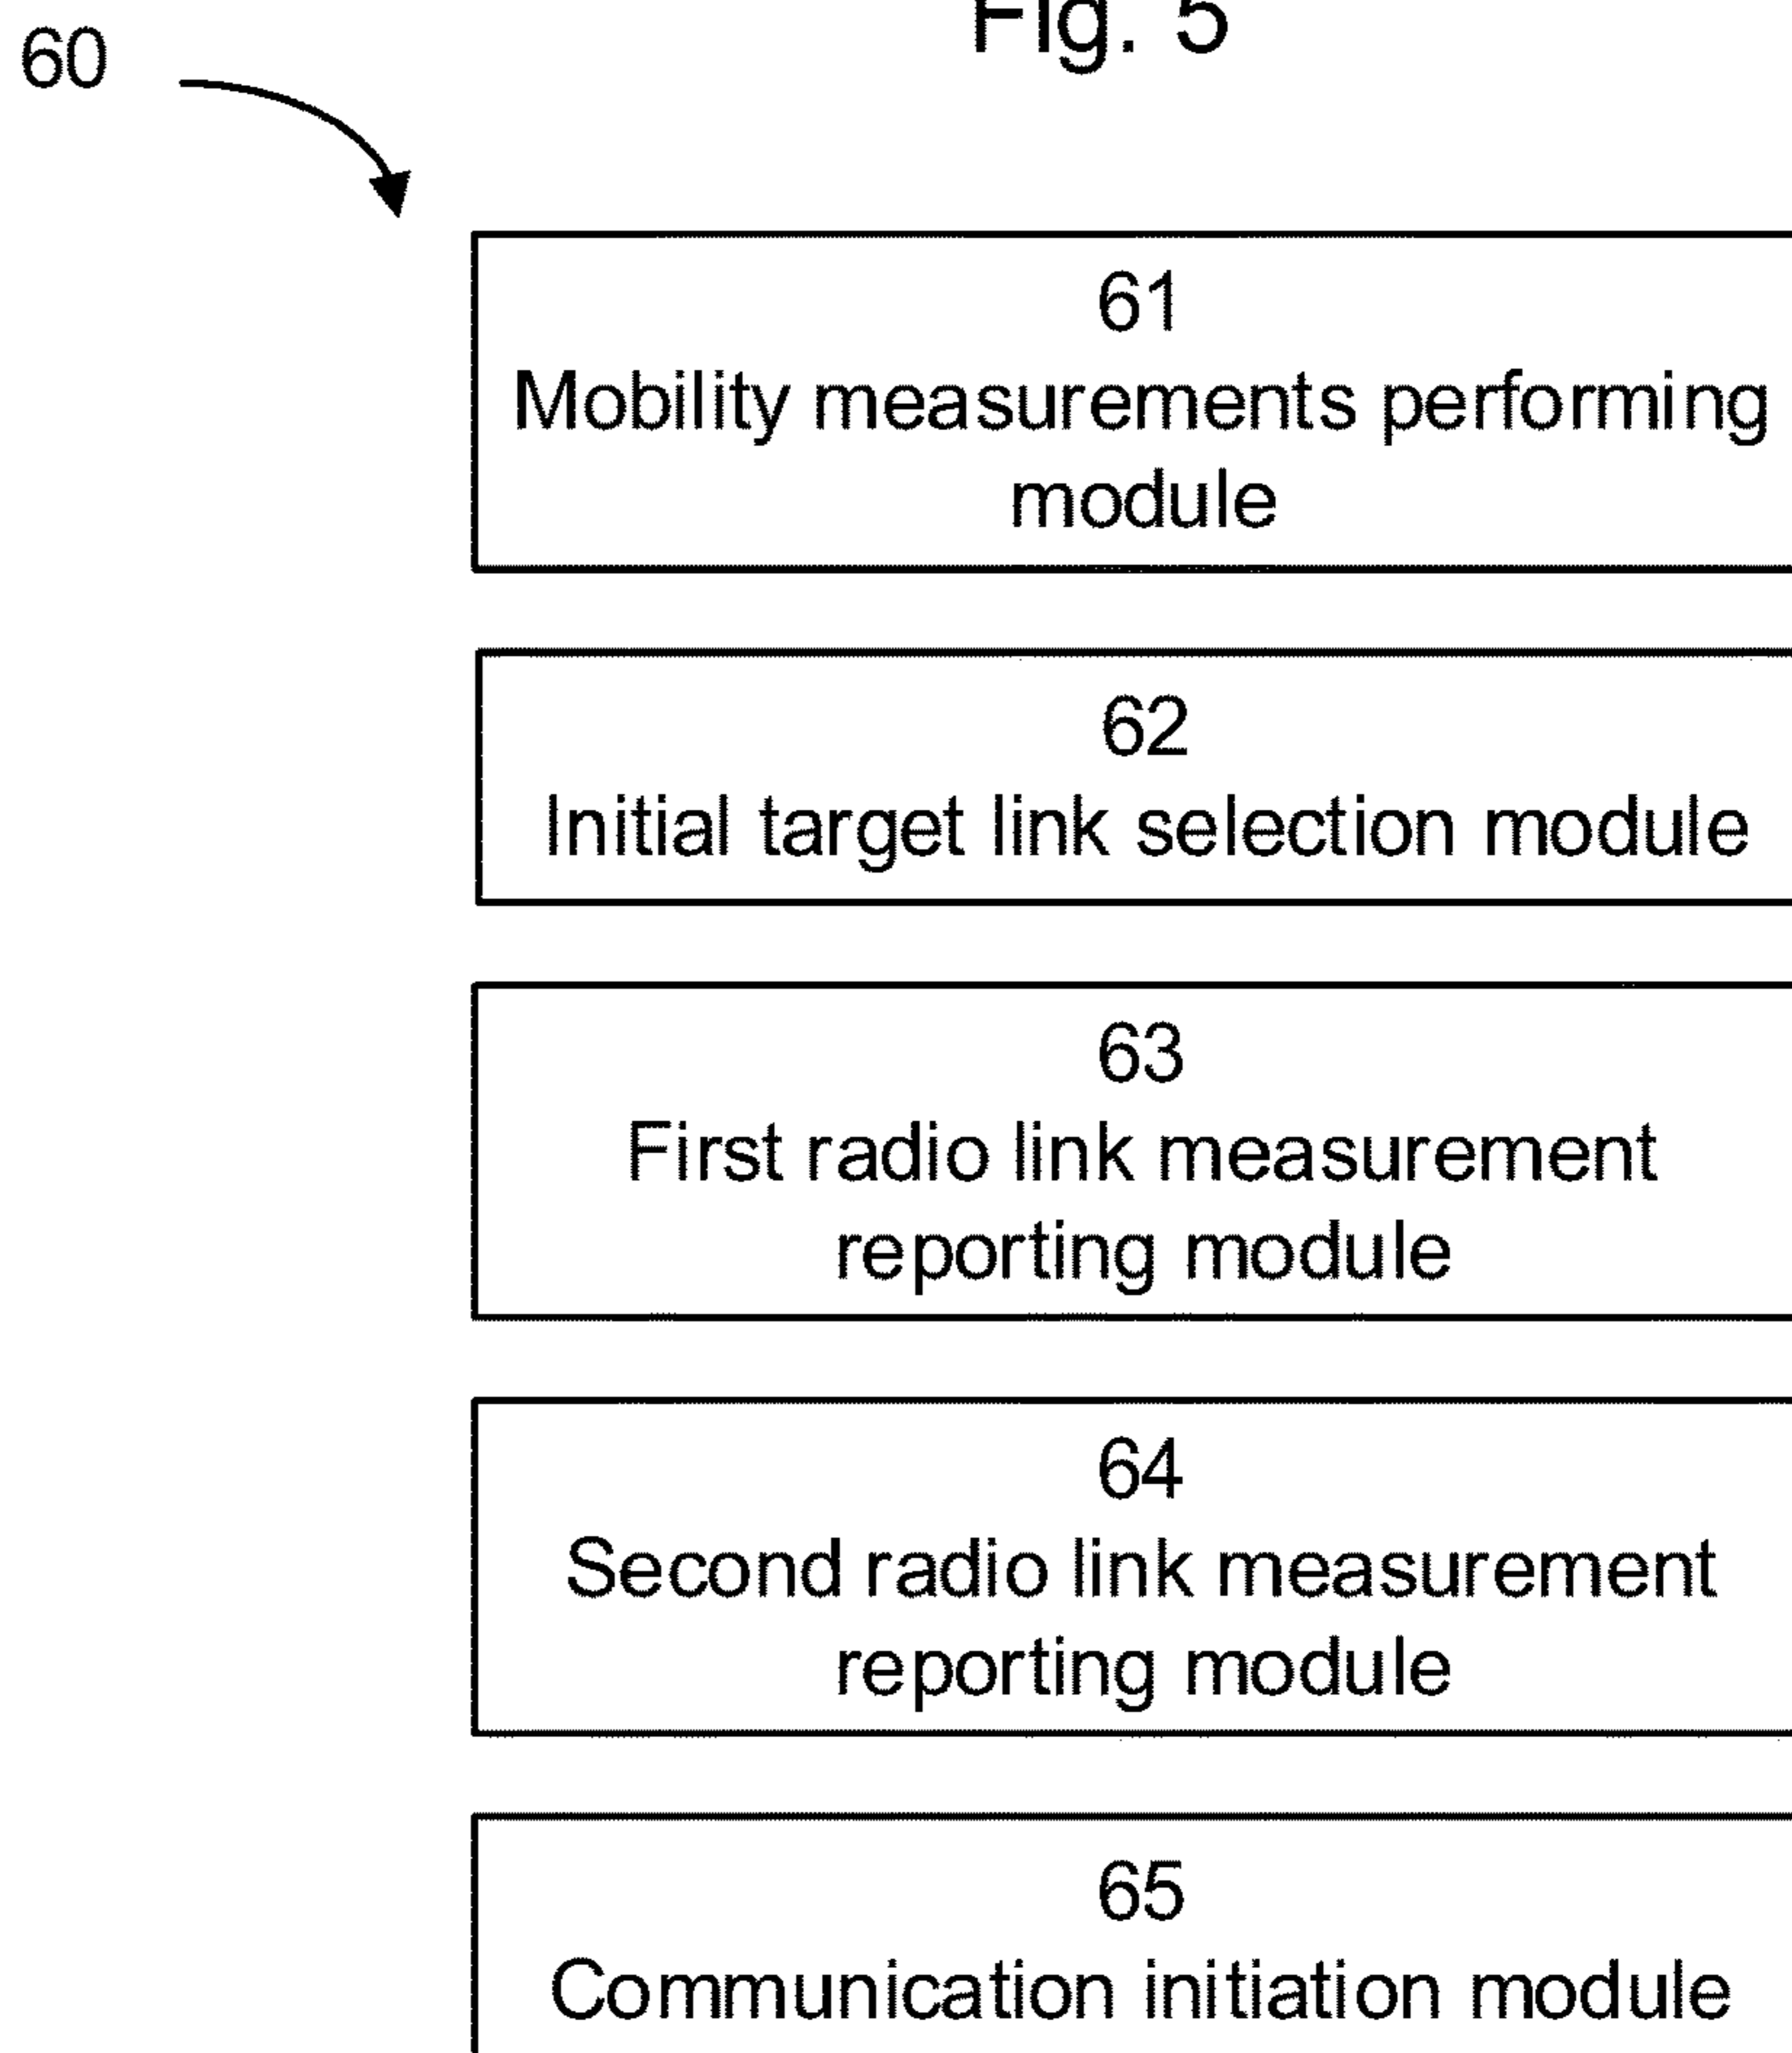 Fig. 5
60
61
Mobility measurements performing
module
62
Initial target link selection module
63
First radio link measurement
reporting module
64
Second radio link measurement
reporting module
65
Communication initiation module